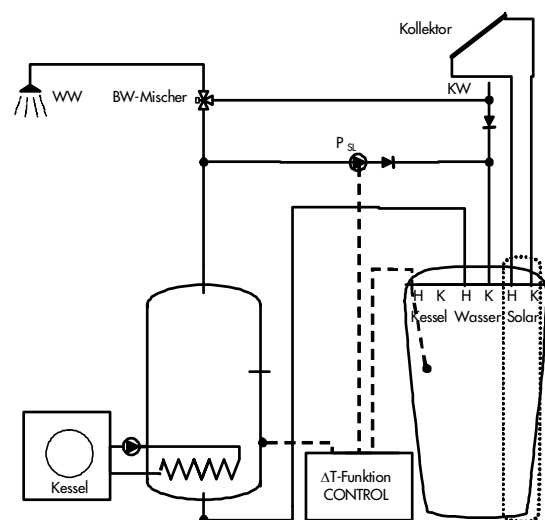 Kollektor
WW
BW-Mischer
KW
P SL
H K H K H K
Kessel Wasser Solar
Kessel
ΔT-Funktion
CONTROL